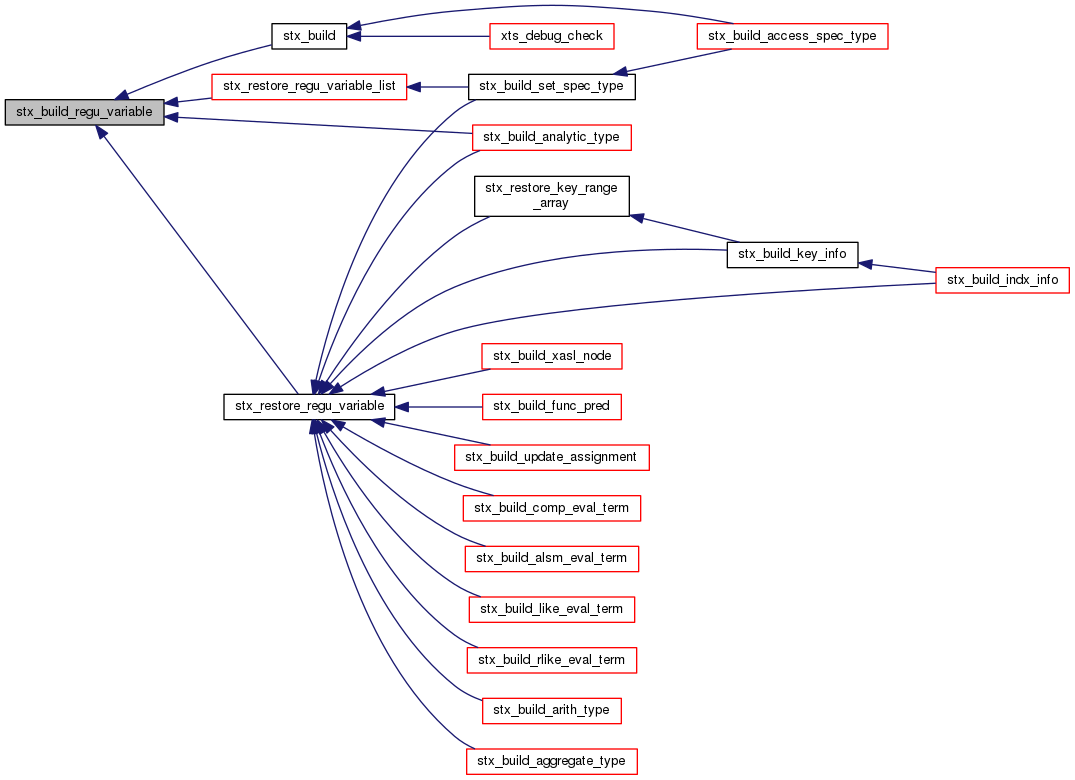 stx_build
xts_debug_check
stx_build_access_spec_type
stx_restore_regu_variable_list
stx_build_set_spec_type
stx_build_regu_variable
stx_build_analytic_type
stx_restore_key_range
_array
stx_build_key_info
stx_build_indx_info
stx_build_xasl_node
stx_restore_regu_variable
stx_build_func_pred
stx_build_update_assignment
stx_build_comp_eval_term
stx_build_alsm_eval_term
stx_build_like_eval_term
stx_build_rlike_eval_term
stx_build_arith_type
stx_build_aggregate_type